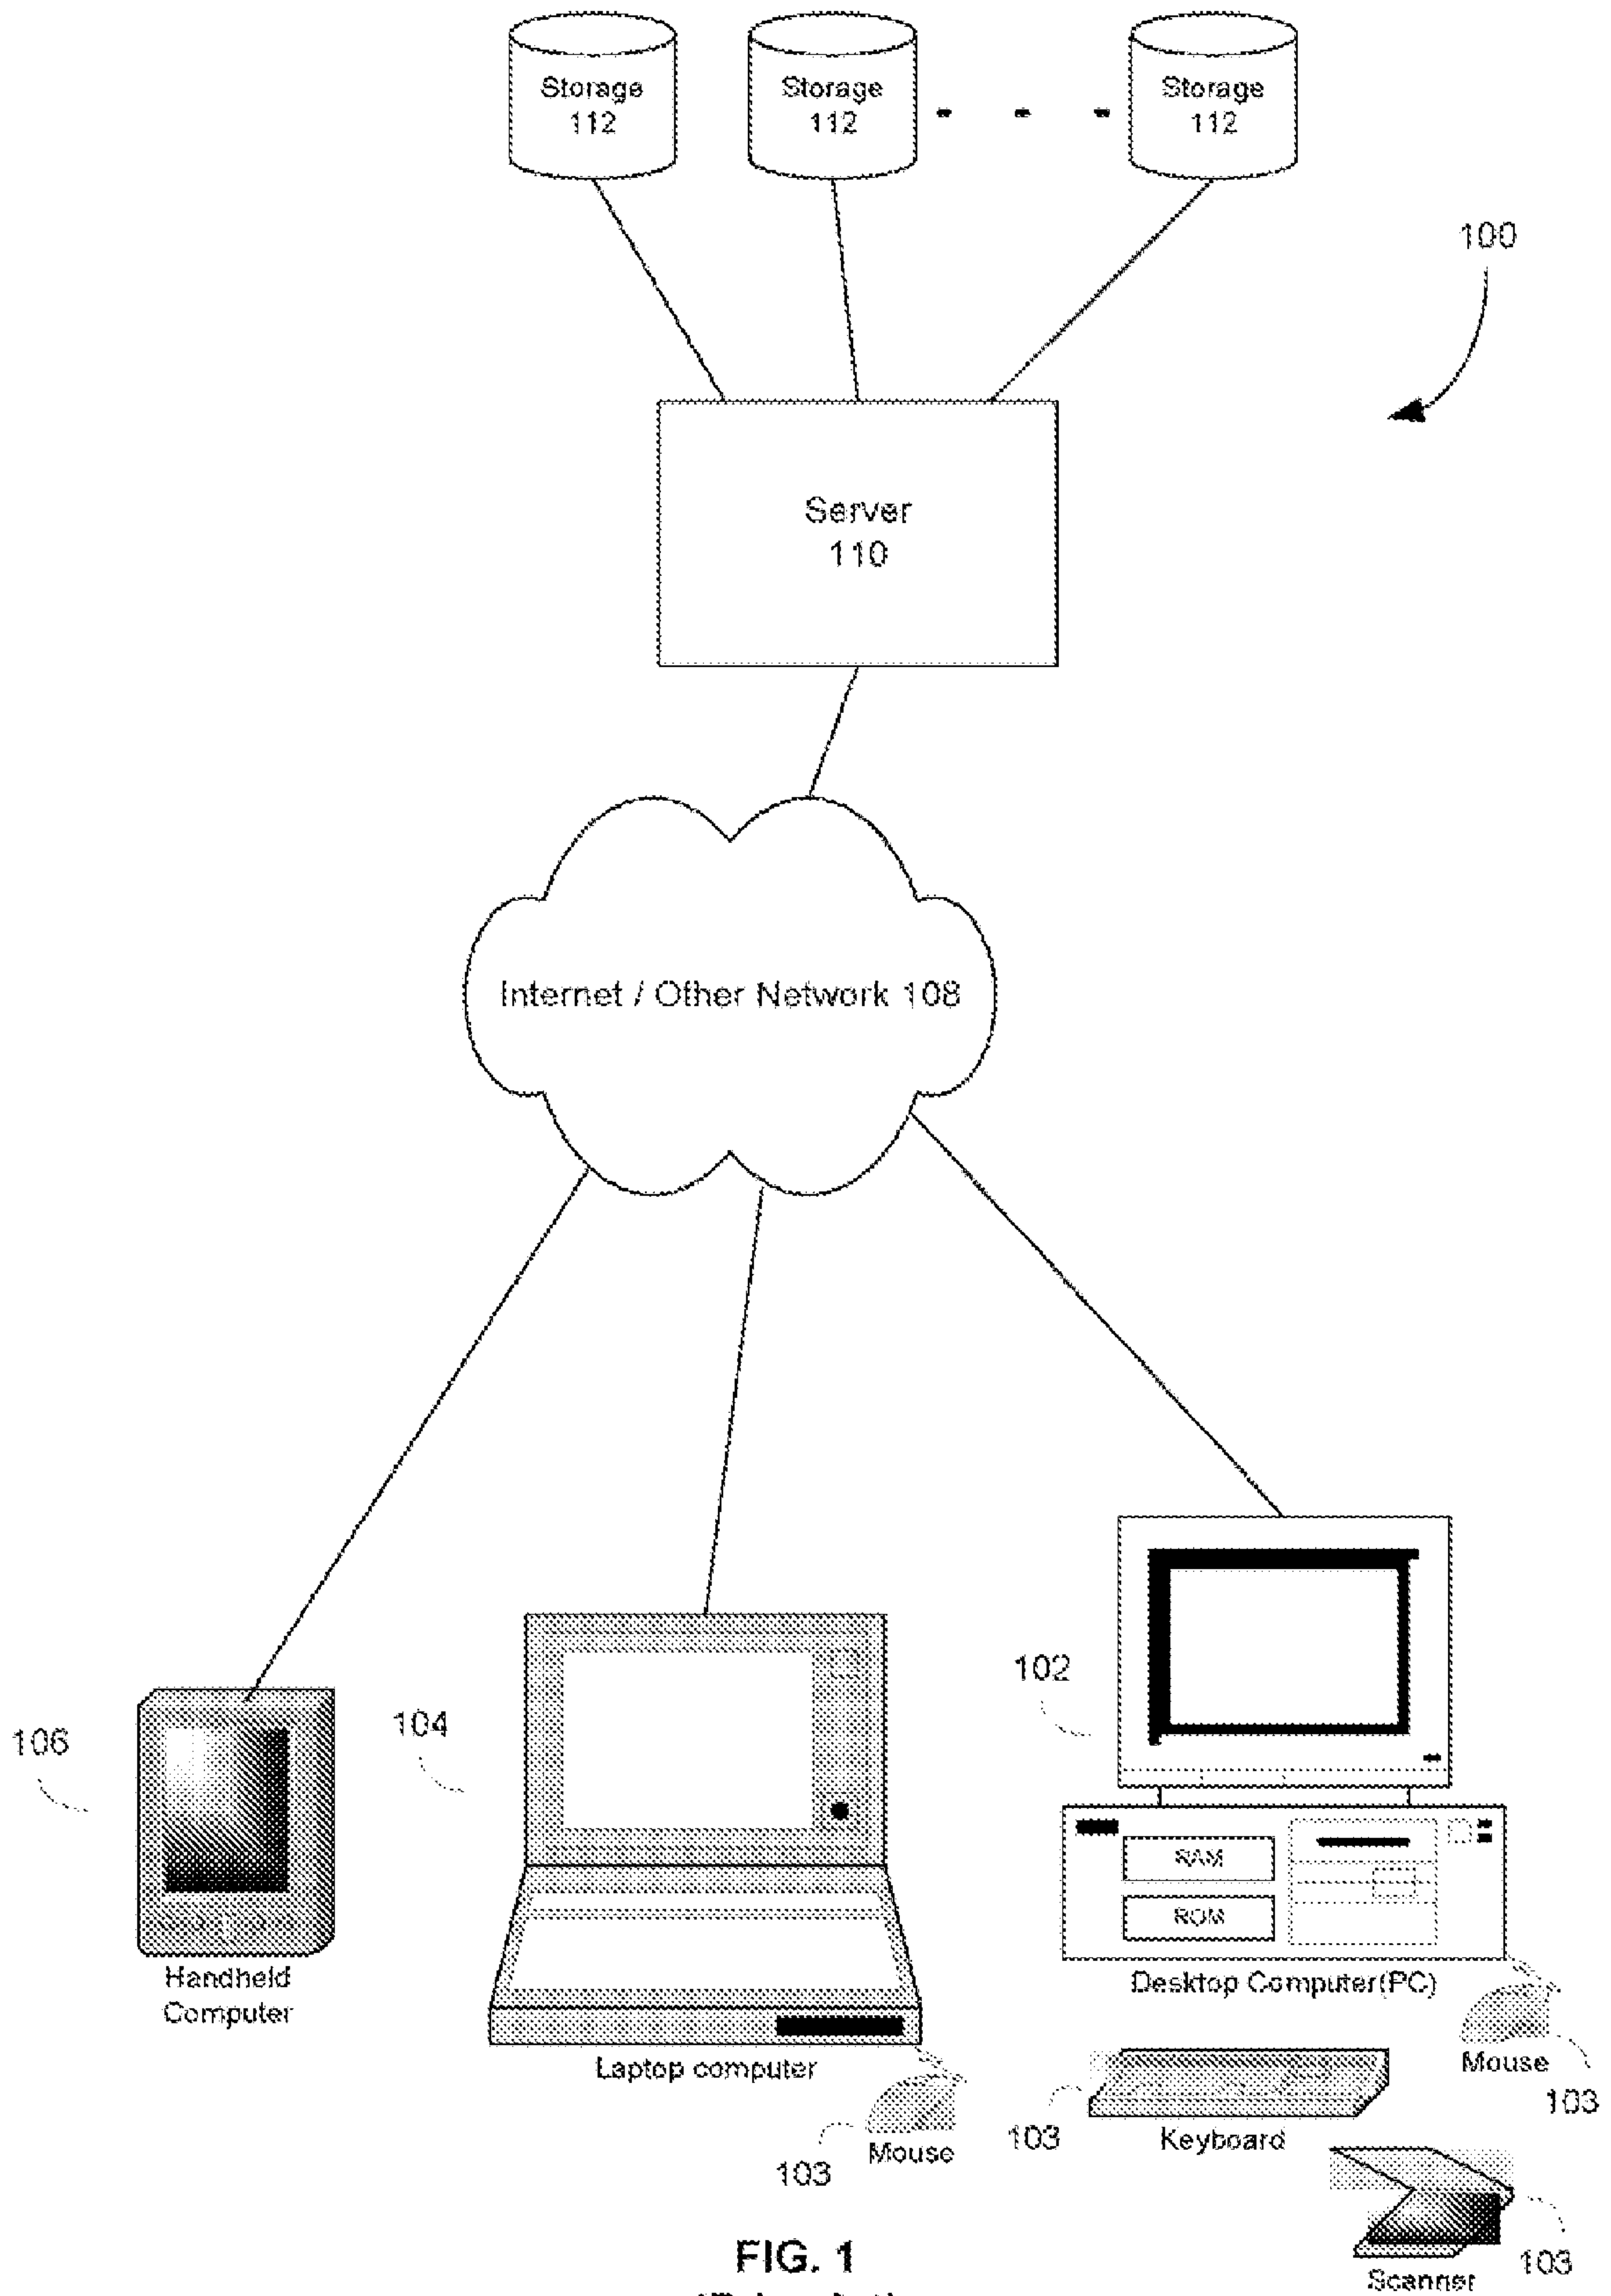 Storage
112
Storage
112
- - -
Storage
112
100
Server
110
Internet / Other Network 108
102
104
106
RAM
ROM
Handheld
Computer
Desktop Computer(PC)
Laptop computer
Mouse
103
103
Keyboard
Mouse
103
103
Scanner
FIG. 1